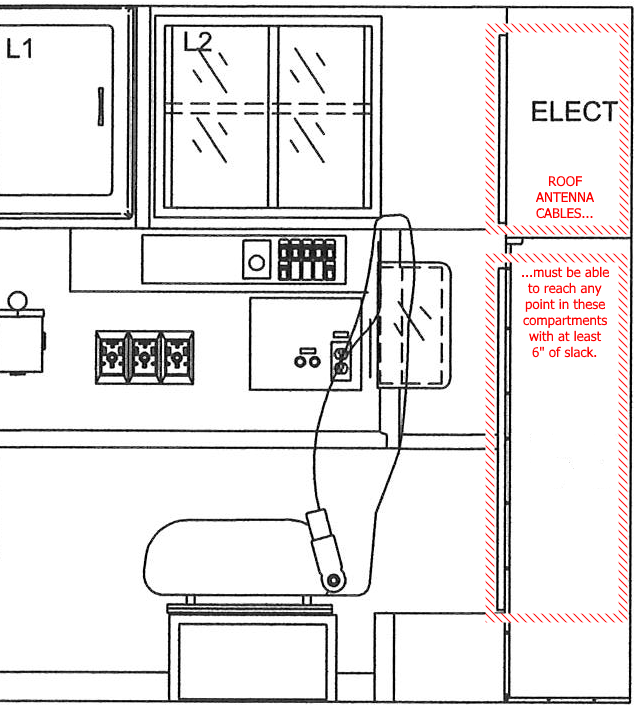 L1
L2
ELECT
ROOF
ANTENNA
CABLES...
...must be able
to reach any
point in these
compartments
with at least
6" of slack.